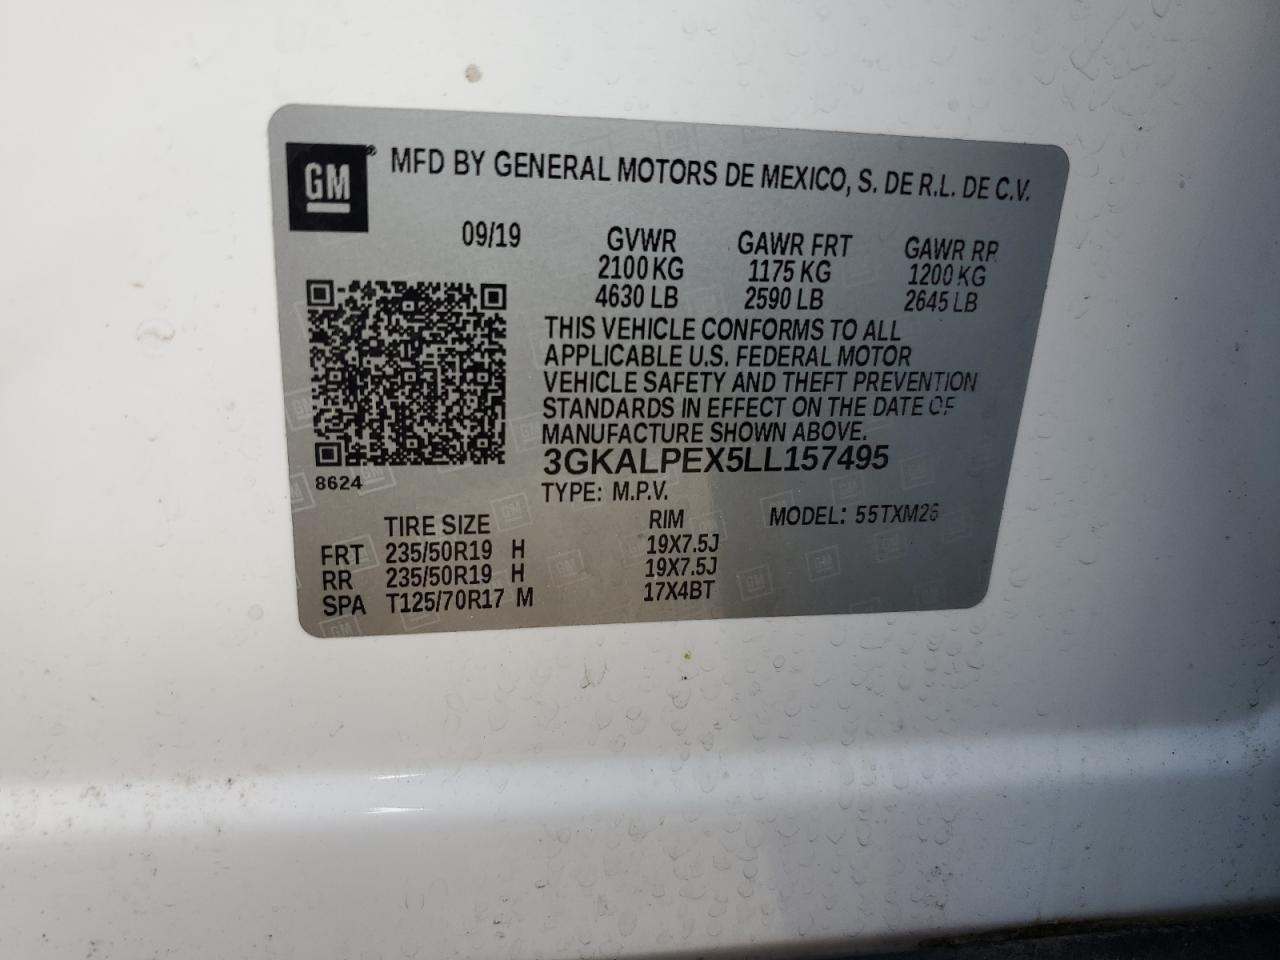 GM® MFD BY GENERAL MOTORS DE MEXICO, S. DE R.L. DE C.V.
09/19 GVWR GAWR FRT GAWR RR
2100 KG 1175 KG 1200 KG
4630 LB 2590 LB 2645 LB
THIS VEHICLE CONFORMS TO ALL
APPLICABLE U.S. FEDERAL MOTOR
VEHICLE SAFETY AND THEFT PREVENTION
STANDARDS IN EFFECT ON THE DATE OF
MANUFACTURE SHOWN ABOVE.
3GKALPEX5LL157495
8624
TYPE: M.P.V. MODEL: 55TXM26
TIRE SIZE RIM
FRT 235/50R19 H 19X7.5J
RR 235/50R19 H 19X7.5J
SPA T125/70R17 M 17X4BT